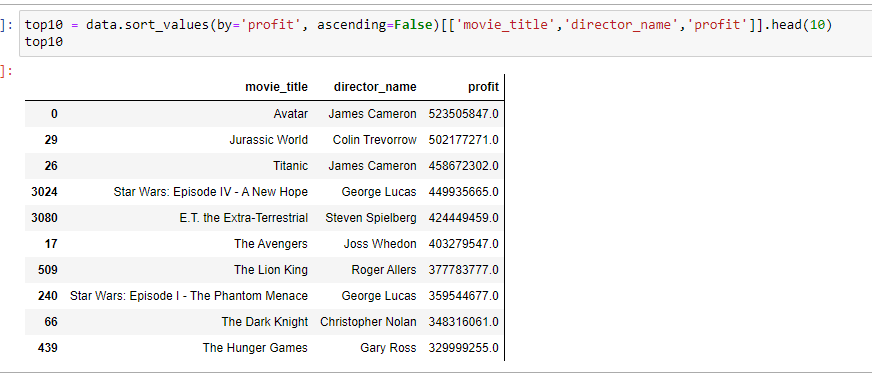 ]: top10 = data.sort_values(by='profit', ascending=False)[['movie_title','director_name','profit']].head(10)
top10
]:
movie_title director_name profit
0 Avatar James Cameron 523505847.0
29 Jurassic World Colin Trevorrow 502177271.0
26 Titanic James Cameron 458672302.0
3024 Star Wars: Episode IV - A New Hope George Lucas 449935665.0
3080 E.T. the Extra-Terrestrial Steven Spielberg 424449459.0
17 The Avengers Joss Whedon 403279547.0
509 The Lion King Roger Allers 377783777.0
240 Star Wars: Episode I - The Phantom Menace George Lucas 359544677.0
66 The Dark Knight Christopher Nolan 348316061.0
439 The Hunger Games Gary Ross 329999255.0